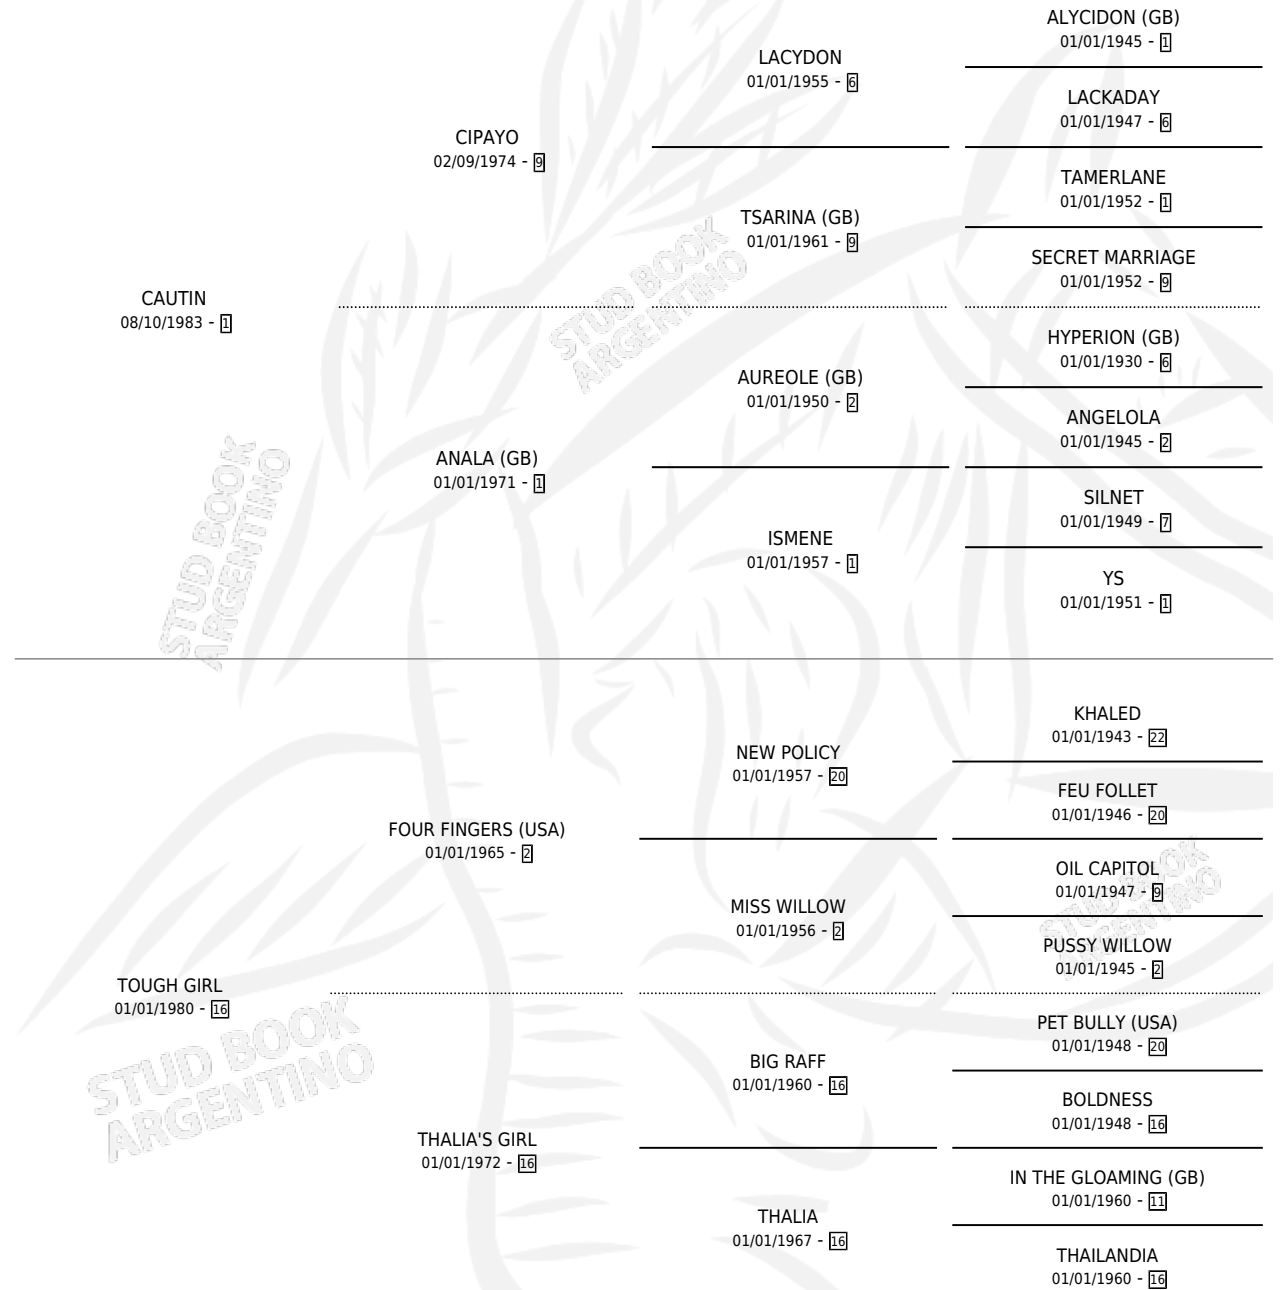 CAUTIN
08/10/1983 - 1
CIPAYO
02/09/1974 - 9
LACYDON
01/01/1955 - 6
ALYCIDON (GB)
01/01/1945 - 1
LACKADAY
01/01/1947 - 6
TSARINA (GB)
01/01/1961 - 9
TAMERLANE
01/01/1952 - 1
SECRET MARRIAGE
01/01/1952 - 9
ANALA (GB)
01/01/1971 - 1
AUREOLE (GB)
01/01/1950 - 2
HYPERION (GB)
01/01/1930 - 6
ANGELOLA
01/01/1945 - 2
ISMENE
01/01/1957 - 1
SILNET
01/01/1949 - 7
YS
01/01/1951 - 1
TOUGH GIRL
01/01/1980 - 16
FOUR FINGERS (USA)
01/01/1965 - 2
NEW POLICY
01/01/1957 - 20
KHALED
01/01/1943 - 22
FEU FOLLET
01/01/1946 - 20
MISS WILLOW
01/01/1956 - 2
OIL CAPITOL
01/01/1947 - 9
PUSSY WILLOW
01/01/1945 - 2
THALIA'S GIRL
01/01/1972 - 16
BIG RAFF
01/01/1960 - 16
PET BULLY (USA)
01/01/1948 - 20
BOLDNESS
01/01/1948 - 16
THALIA
01/01/1967 - 16
IN THE GLOAMING (GB)
01/01/1960 - 11
THAILANDIA
01/01/1960 - 16
STUD BOOK
ARGENTINO
STUD BOOK
ARGENTINO
STUD BOOK
ARGENTINO
STUD BOOK
ARGENTINO